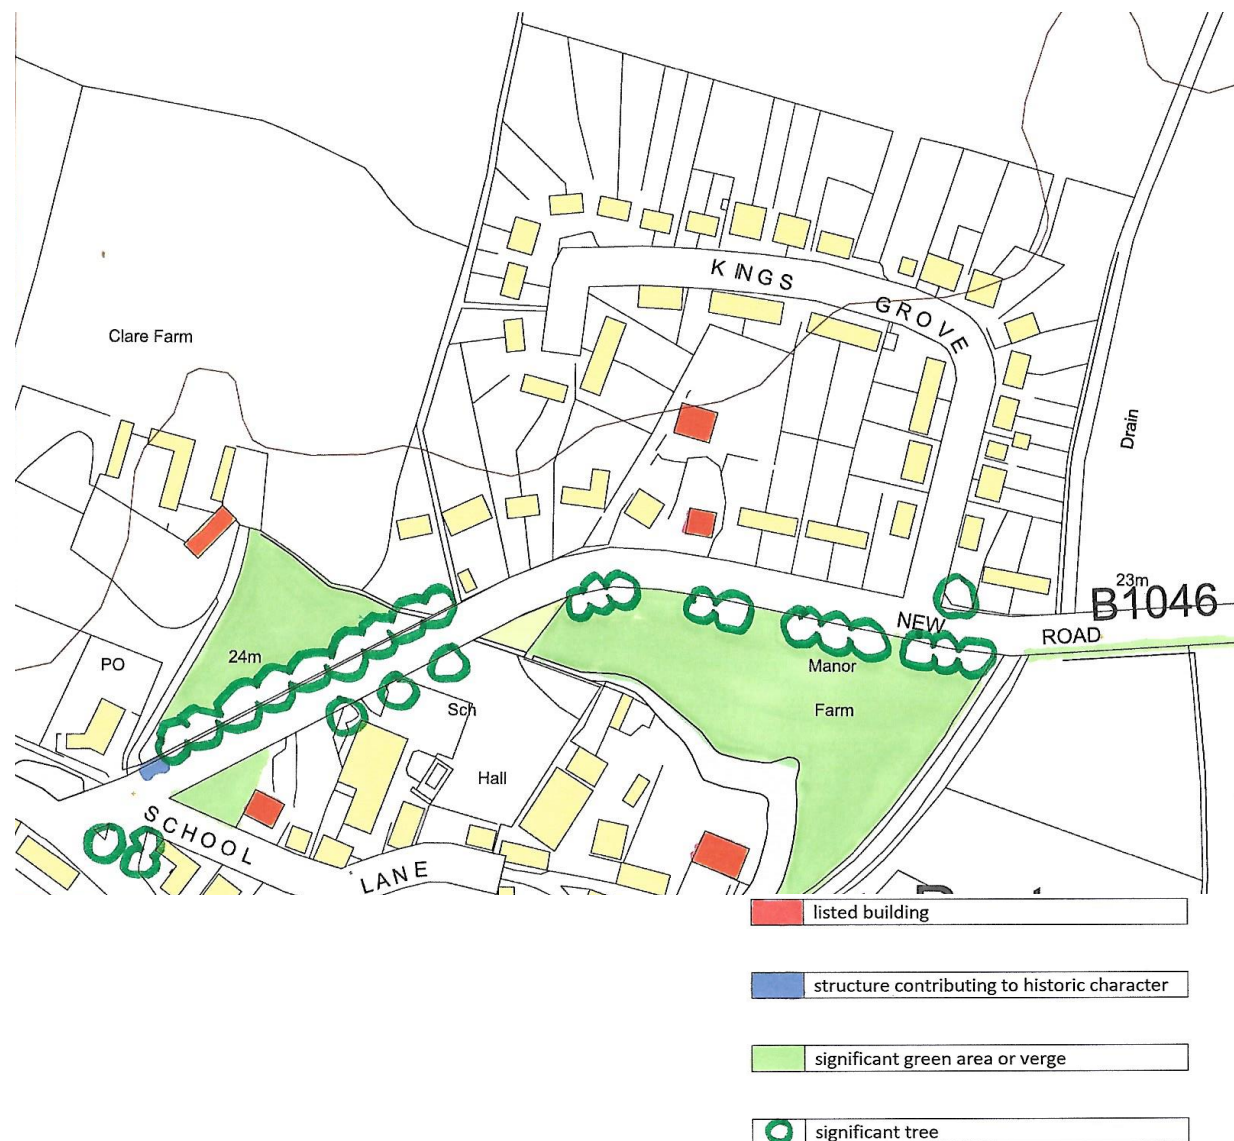 KINGS
GROVE
Clare Farm
Drain
23m
B1046
NEW
ROAD
PO
24m
Manor
Farm
Sch
Hall
SCHOOL
LANE
listed building
structure contributing to historic character
significant green area or verge
significant tree